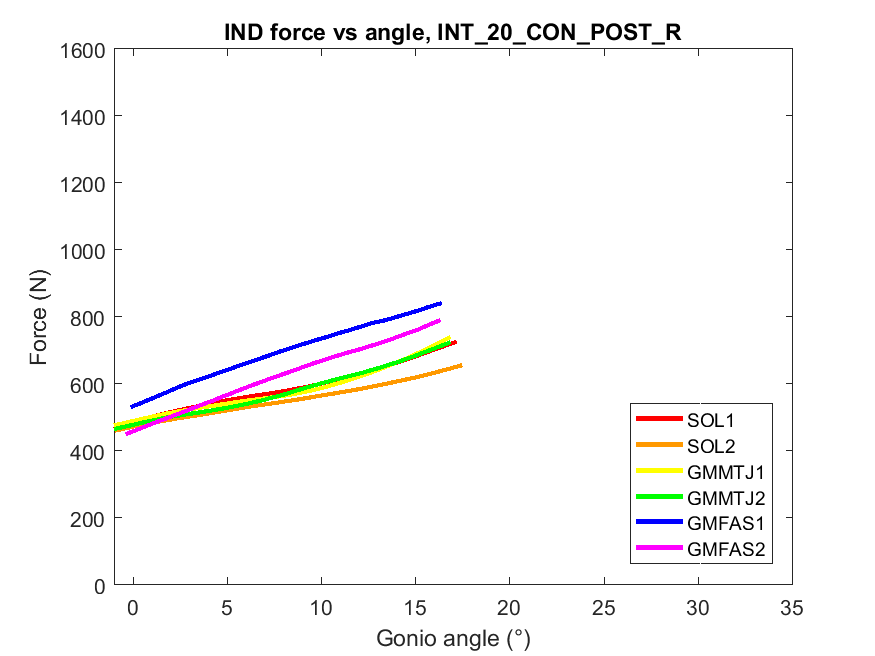 IND force vs angle, INT_20_CON_POST_R
1600
1400
1200
1000
800
600
400
200
0
Force (N)
0 5 10 15 20 25 30 35
Gonio angle (°)
SOL1
SOL2
GMMTJ1
GMMTJ2
GMFAS1
GMFAS2